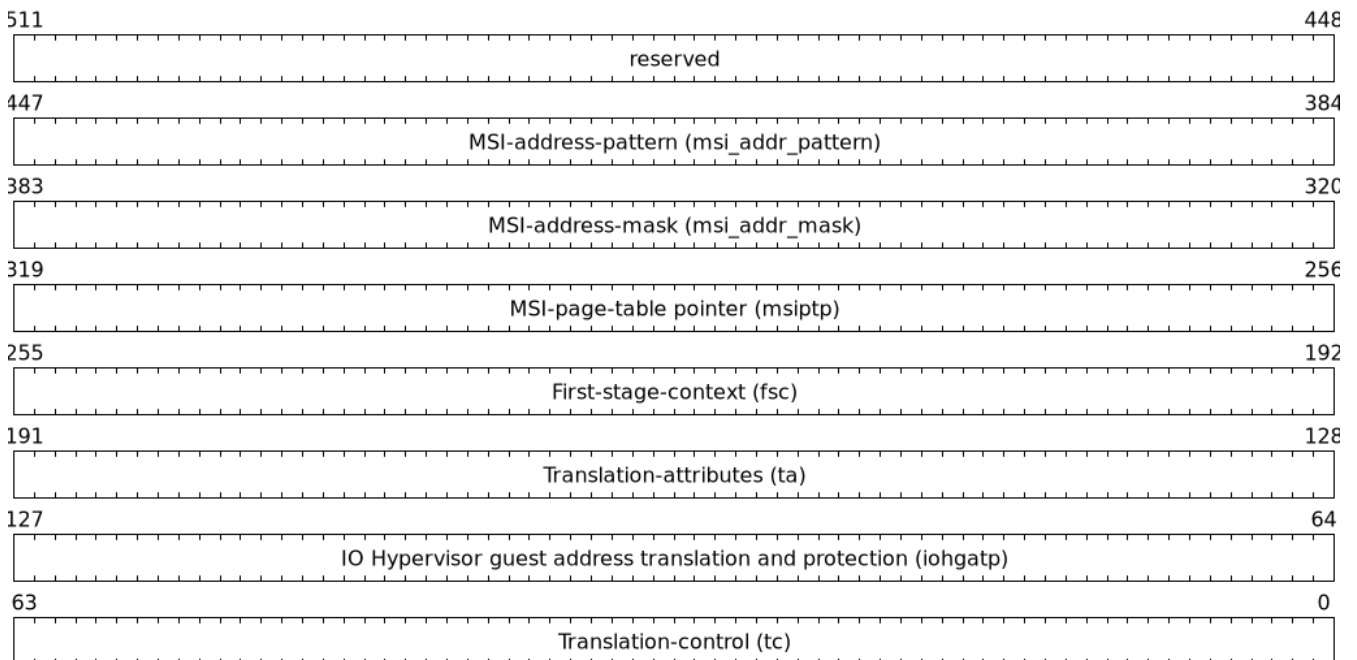 511 448
reserved
447 384
MSI-address-pattern (msi_addr_pattern)
383 320
MSI-address-mask (msi_addr_mask)
319 256
MSI-page-table pointer (msiptp)
255 192
First-stage-context (fsc)
191 128
Translation-attributes (ta)
127 64
IO Hypervisor guest address translation and protection (iohgatp)
63 0
Translation-control (tc)